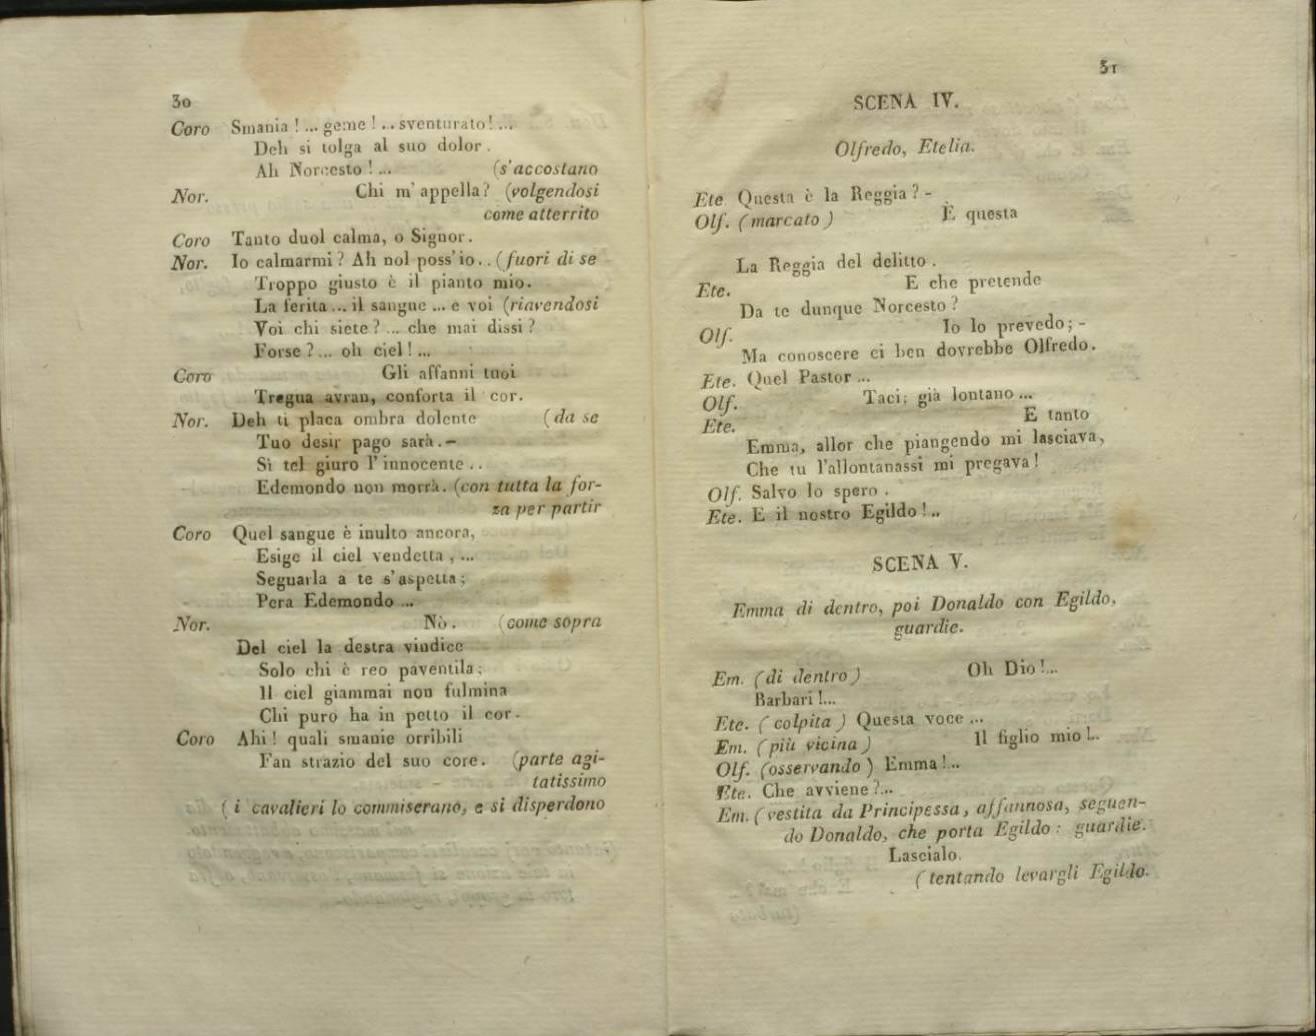 30
Coro Smania ! ... geme ! ... sventurato! ...
Deh si tolga al suo dolor.
Ah Norcesto ! ... (s'accostano
Nor. Chi m' appella? (volgendosi
come atterrito
Coro Tanto duol calma, o Signor.
Nor. Io calmarmi ? Ah nol poss' io . . (fuori di se
Troppo giusto è il pianto mio.
La ferita ... il sangue ... e voi (riavendosi
Voi chi siete ? ... che mai dissi ?
Forse ? ... oh ciel ! ...
Coro Gli affanni tuoi
Tregua avran, conforta il cor.
Nor. Deh ti placa ombra dolente (da se
Tuo desir pago sarà.-
Sì tel giuro l' innocente . .
Edemondo non morrà. (con tutta la for-
za per partir
Coro Quel sangue è inulto ancora,
Esige il ciel vendetta , ...
Seguarla a te s' aspetta ;
Pera Edemondo ...
Nor. Nò. (come sopra
Del ciel la destra vindice
Solo chi è reo paventila ;
Il ciel giammai non fulmina
Chi puro ha in petto il cor.
Coro Ahi ! quali smanie orribili
Fan strazio del suo core. (parte agi-
tatissimo
( i cavalieri lo commiserano, e si disperdono
31
SCENA IV.
Olfredo, Etelia.
Ete Questa è la Reggia ? -
Olf. (marcato) È questa
La Reggia del delitto .
Ete. E che pretende
Da te dunque Norcesto ?
Olf. Io lo prevedo ; -
Ma conoscere ci ben dovrebbe Olfredo.
Ete. Quel Pastor ...
Olf. Taci; già lontano ...
Ete. E tanto
Emma, allor che piangendo mi lasciava,
Che tu l'allontanassi mi pregava !
Olf. Salvo lo spero .
Ete. E il nostro Egildo ! ..
SCENA V.
Emma di dentro, poi Donaldo con Egildo,
guardie.
Em. (di dentro) Oh Dio ! ...
Barbari ! ...
Ete. (colpita) Questa voce ...
Em. (più vicina) Il figlio mio ! ..
Olf. (osservando) Emma ! ...
Ete. Che avviene ? ...
Em. (vestita da Principessa, affannosa, seguen-
do Donaldo, che porta Egildo : guardie.
Lascialo.
(tentando levargli Egildo.